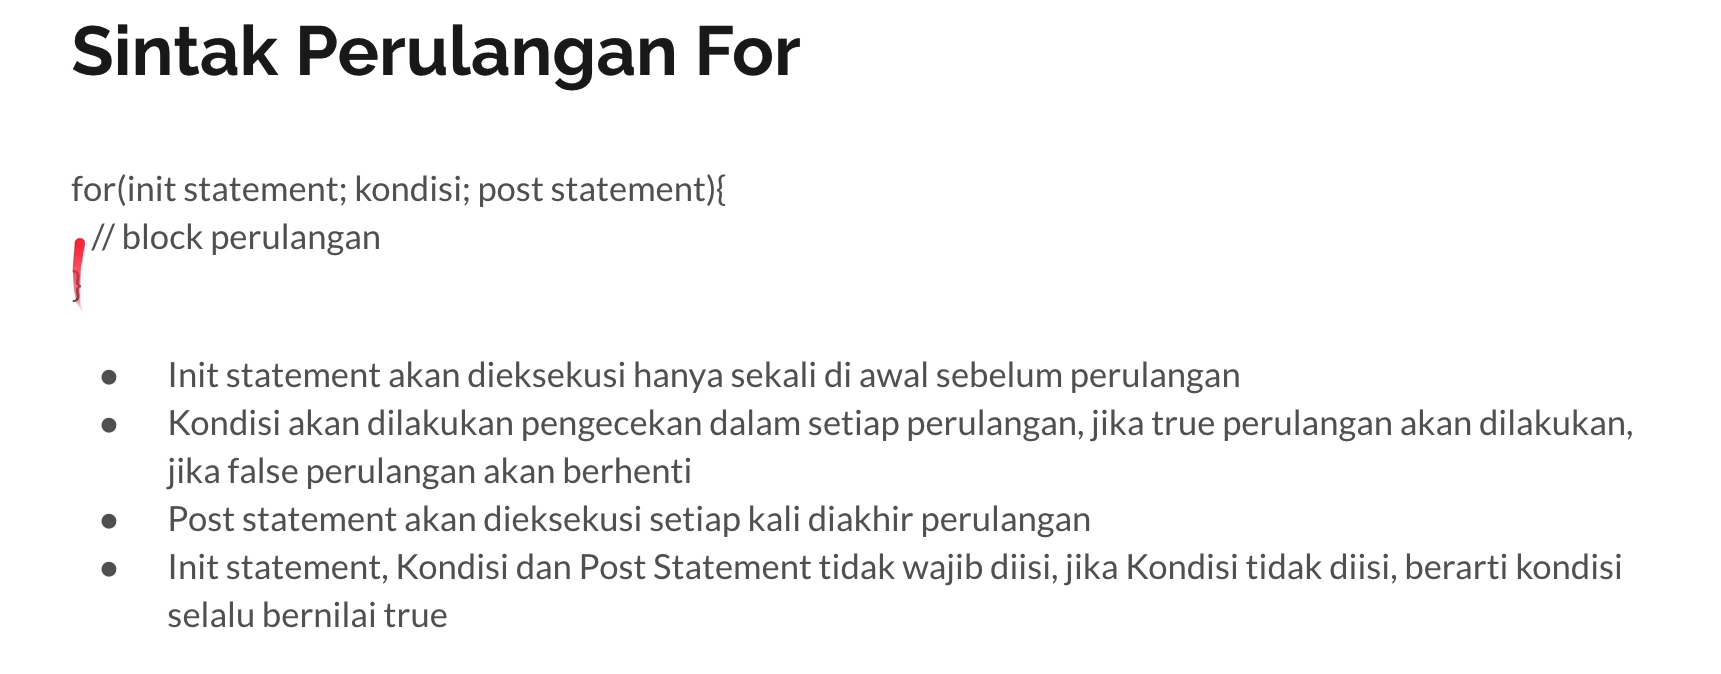 Sintak Perulangan For
for(init statement; kondisi; post statement){
// block perulangan
}
● Init statement akan dieksekusi hanya sekali di awal sebelum perulangan
● Kondisi akan dilakukan pengecekan dalam setiap perulangan, jika true perulangan akan dilakukan,
jika false perulangan akan berhenti
● Post statement akan dieksekusi setiap kali diakhir perulangan
● Init statement, Kondisi dan Post Statement tidak wajib diisi, jika Kondisi tidak diisi, berarti kondisi
selalu bernilai true